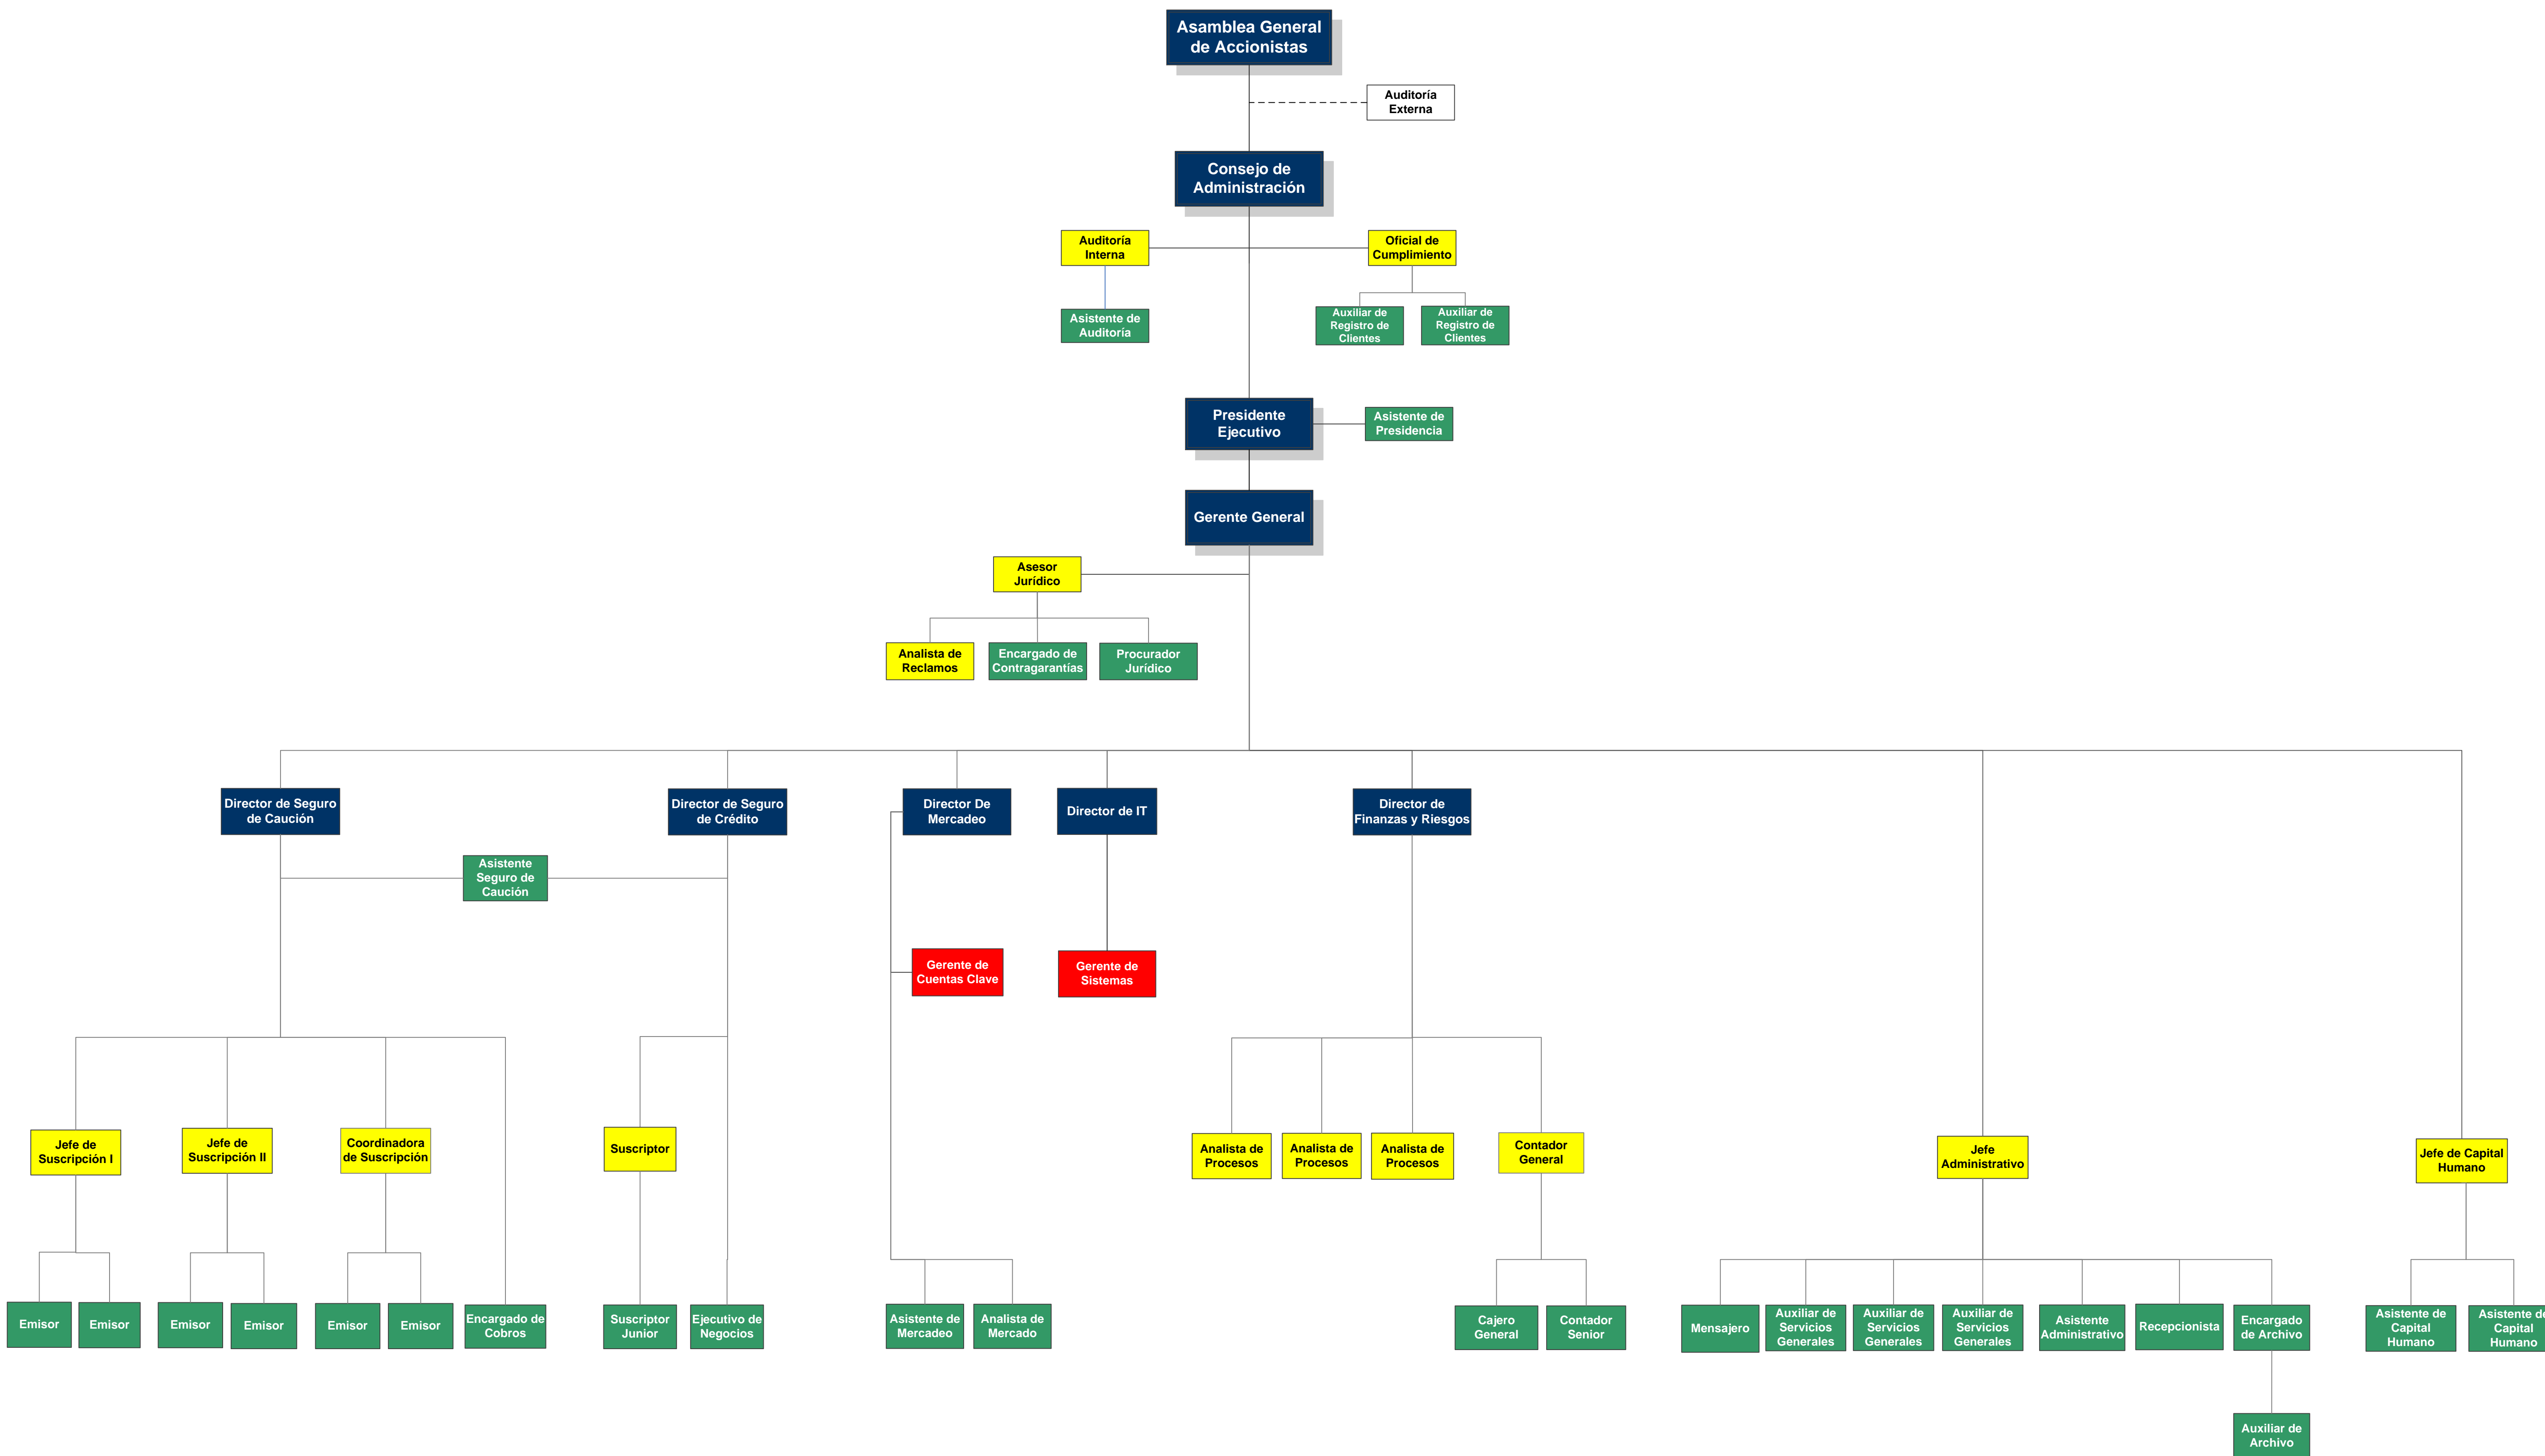 Asamblea General
de Accionistas
Auditoría
Externa
Consejo de
Administración
Auditoría
Interna
Oficial de
Cumplimiento
Asistente de
Auditoría
Auxiliar de
Registro de
Clientes
Auxiliar de
Registro de
Clientes
Presidente
Ejecutivo
Asistente de
Presidencia
Gerente General
Asesor
Jurídico
Analista de
Reclamos
Encargado de
Contragarantías
Procurador
Jurídico
Director de Seguro
de Caución
Director de Seguro
de Crédito
Director De
Mercadeo
Director de IT
Director de
Finanzas y Riesgos
Asistente
Seguro de
Caución
Gerente de
Cuentas Clave
Gerente de
Sistemas
Jefe de
Suscripción I
Jefe de
Suscripción II
Coordinadora
de Suscripción
Suscriptor
Analista de
Procesos
Analista de
Procesos
Analista de
Procesos
Contador
General
Jefe
Administrativo
Jefe de Capital
Humano
Emisor
Emisor
Emisor
Emisor
Emisor
Emisor
Encargado de
Cobros
Suscriptor
Junior
Ejecutivo de
Negocios
Asistente de
Mercadeo
Analista de
Mercado
Cajero
General
Contador
Senior
Mensajero
Auxiliar de
Servicios
Generales
Auxiliar de
Servicios
Generales
Auxiliar de
Servicios
Generales
Asistente
Administrativo
Recepcionista
Encargado
de Archivo
Asistente de
Capital
Humano
Asistente de
Capital
Humano
Auxiliar de
Archivo